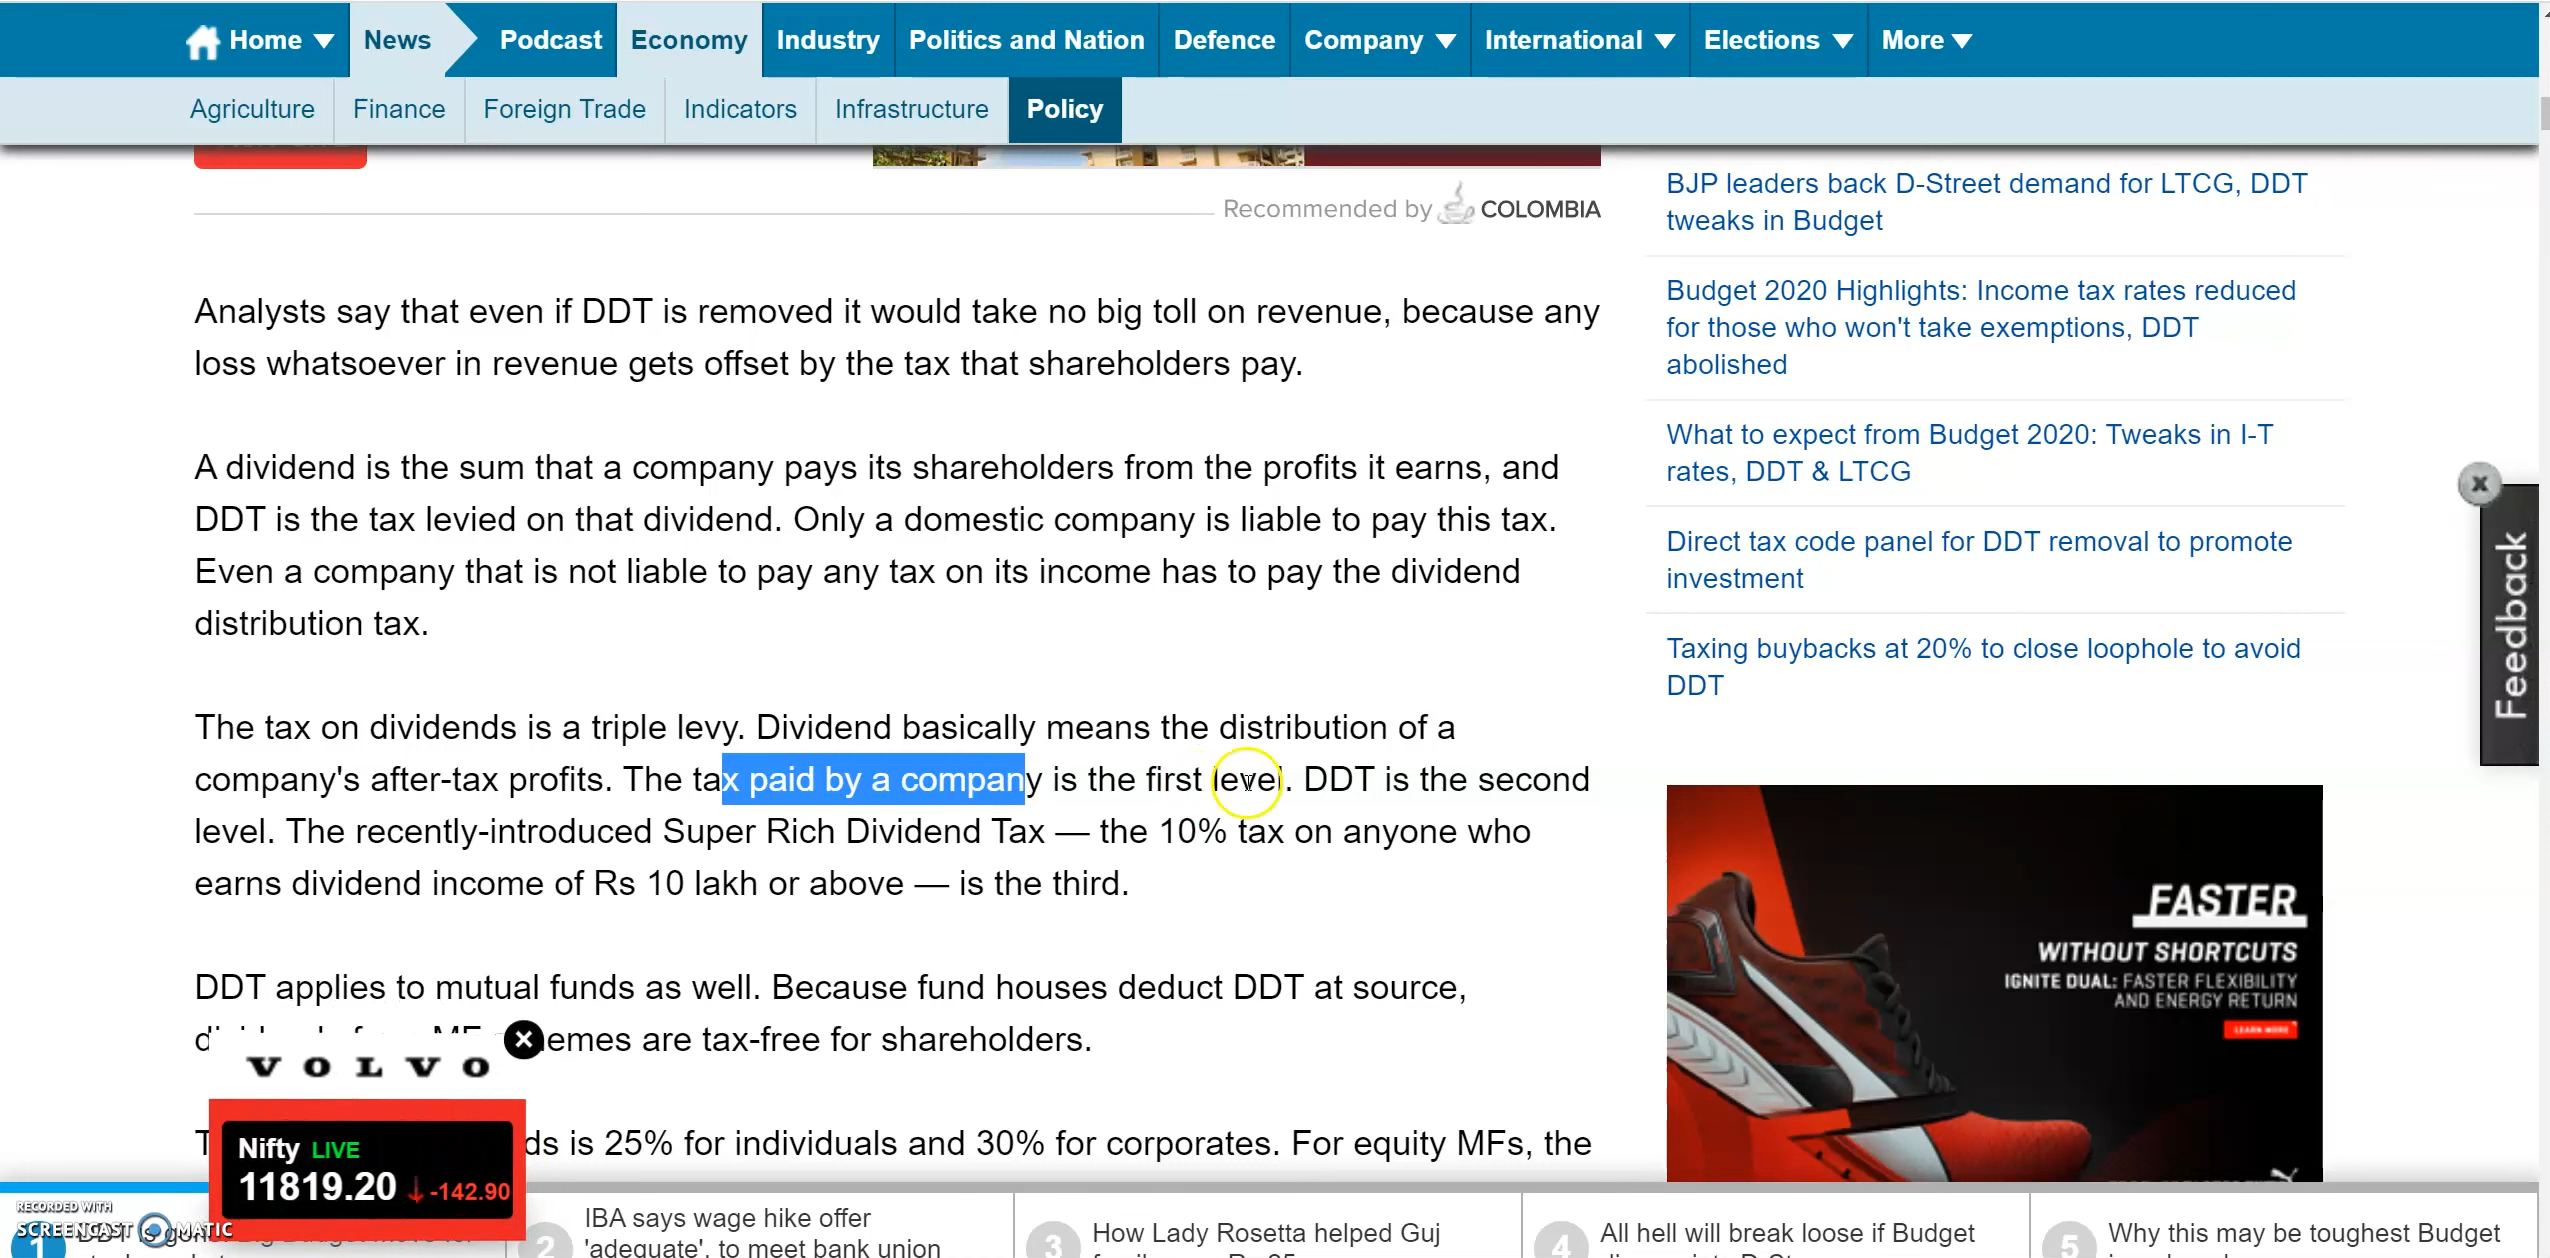 Home News Podcast Economy Industry Politics and Nation Defence Company International Elections More
Agriculture Finance Foreign Trade Indicators Infrastructure Policy
Recommended by COLOMBIA
Analysts say that even if DDT is removed it would take no big toll on revenue, because any
loss whatsoever in revenue gets offset by the tax that shareholders pay.
A dividend is the sum that a company pays its shareholders from the profits it earns, and
DDT is the tax levied on that dividend. Only a domestic company is liable to pay this tax.
Even a company that is not liable to pay any tax on its income has to pay the dividend
distribution tax.
The tax on dividends is a triple levy. Dividend basically means the distribution of a
company's after-tax profits. The tax paid by a company is the first level. DDT is the second
level. The recently-introduced Super Rich Dividend Tax — the 10% tax on anyone who
earns dividend income of Rs 10 lakh or above — is the third.
DDT applies to mutual funds as well. Because fund houses deduct DDT at source,
emes are tax-free for shareholders.
ds is 25% for individuals and 30% for corporates. For equity MFs, the
BJP leaders back D-Street demand for LTCG, DDT
tweaks in Budget
Budget 2020 Highlights: Income tax rates reduced
for those who won't take exemptions, DDT
abolished
What to expect from Budget 2020: Tweaks in I-T
rates, DDT & LTCG
Direct tax code panel for DDT removal to promote
investment
Taxing buybacks at 20% to close loophole to avoid
DDT
Feedback
FASTER
WITHOUT SHORTCUTS
IGNITE DUAL: FASTER FLEXIBILITY
AND ENERGY RETURN
LEARN MORE
VOLVO
Nifty LIVE
11819.20 -142.90
RECORDED WITH
SCREENCAST MATIC
1
2
IBA says wage hike offer
'adequate', to meet bank union
3
How Lady Rosetta helped Guj
4
All hell will break loose if Budget
5
Why this may be toughest Budget